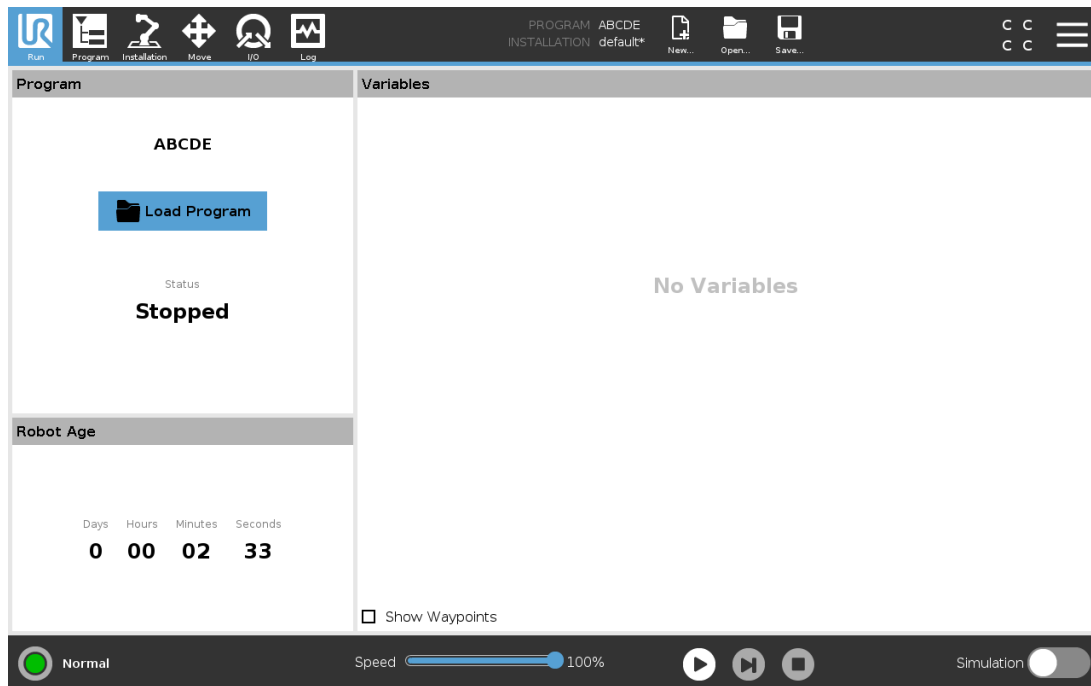 PROGRAM ABCDE
INSTALLATION default*
Run Program Installation Move I/O Log New... Open... Save...
C C
C C
Program
ABCDE
Load Program
Status
Stopped
Robot Age
Days Hours Minutes Seconds
0 00 02 33
Variables
No Variables
Show Waypoints
Normal
Speed 100%
Simulation